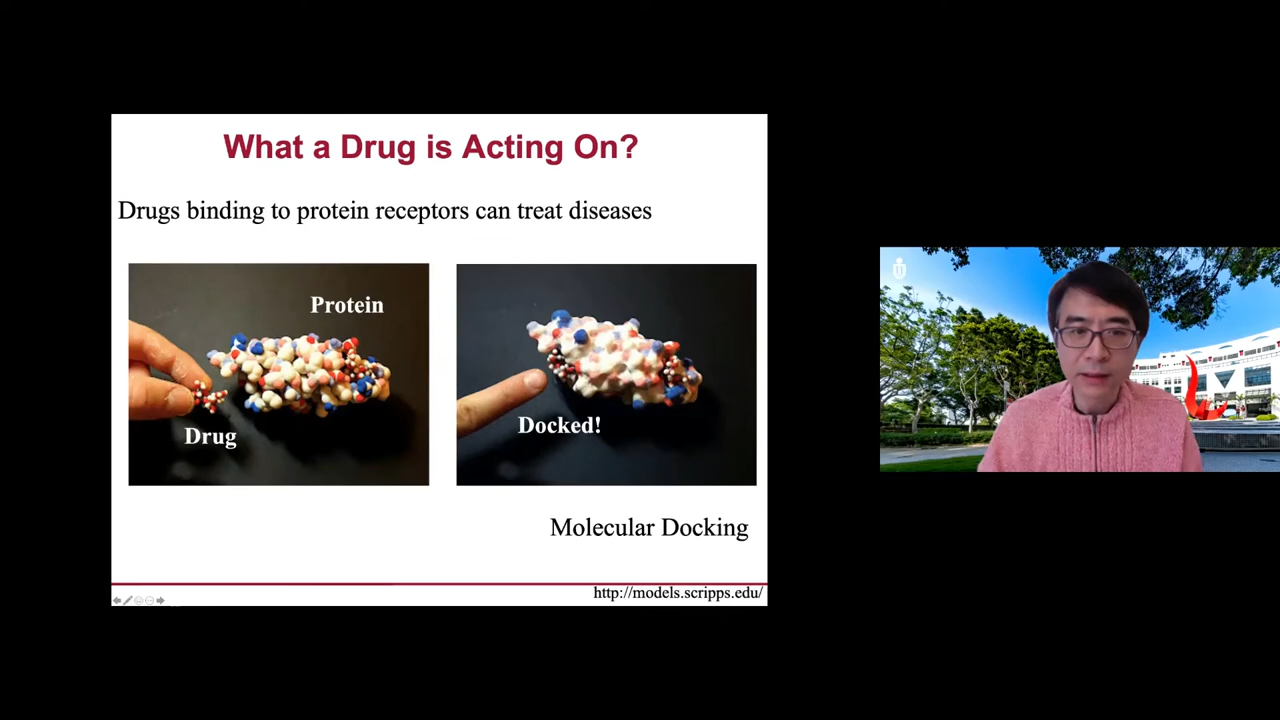 What a Drug is Acting On?
Drugs binding to protein receptors can treat diseases
Protein
Drug
Docked!
Molecular Docking
http://models.scripps.edu/